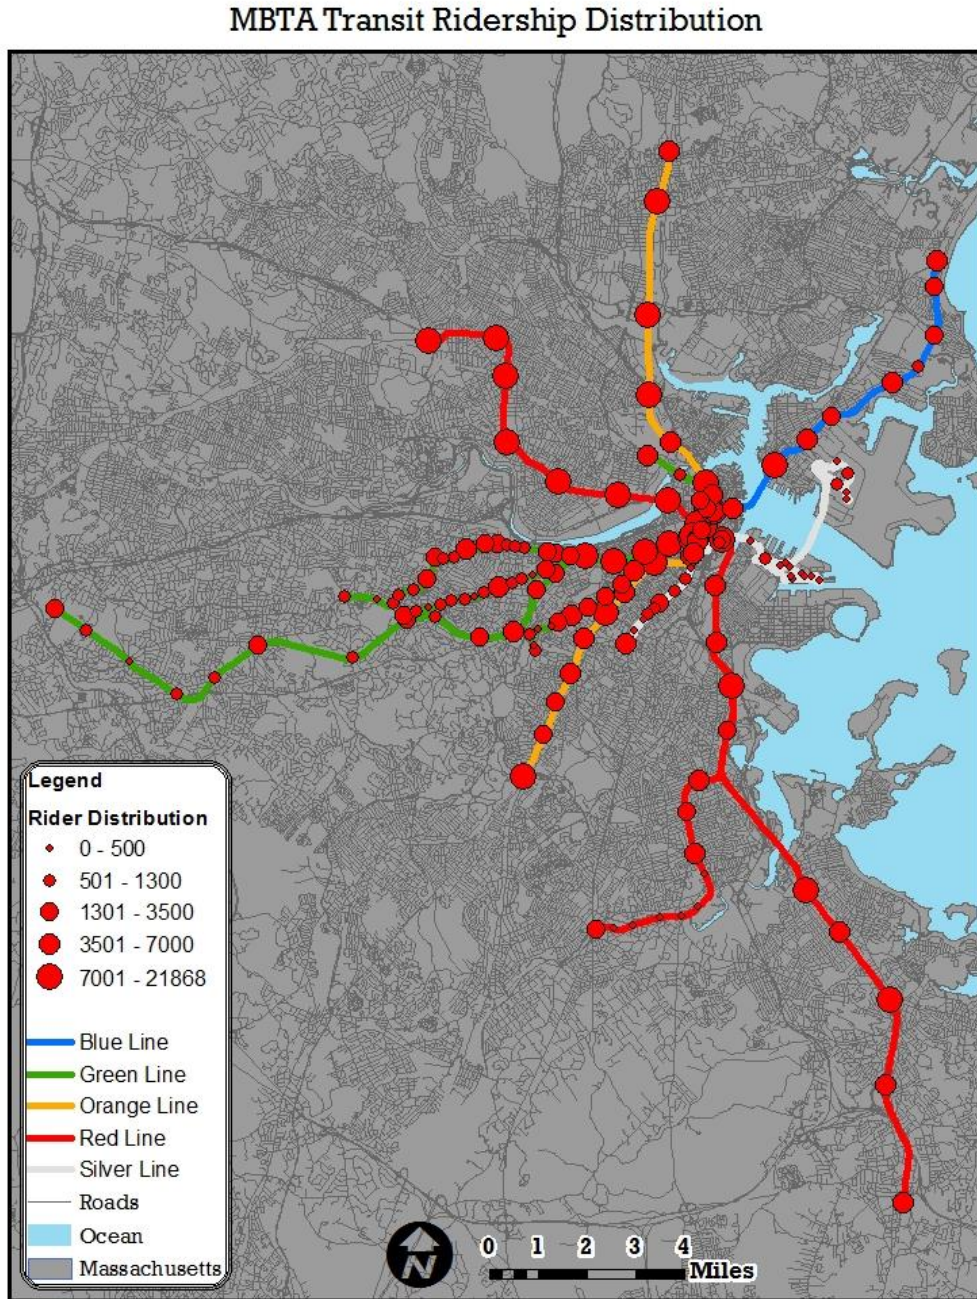 MBTA Transit Ridership Distribution
Legend
Rider Distribution
0 - 500
501 - 1300
1301 - 3500
3501 - 7000
7001 - 21868
Blue Line
Green Line
Orange Line
Red Line
Silver Line
Roads
Ocean
Massachusetts
N
0 1 2 3 4
Miles